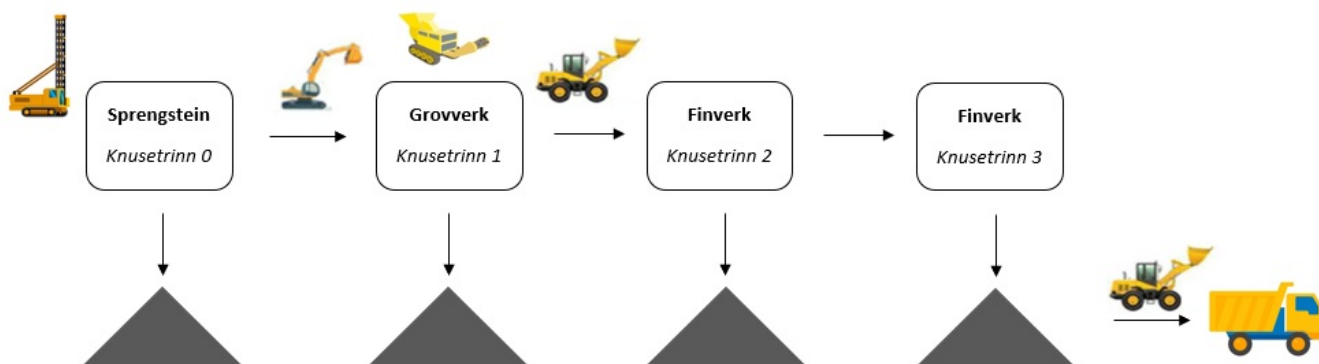 Sprengstein
Knusetrinn 0
Grovverk
Knusetrinn 1
Finverk
Knusetrinn 2
Finverk
Knusetrinn 3